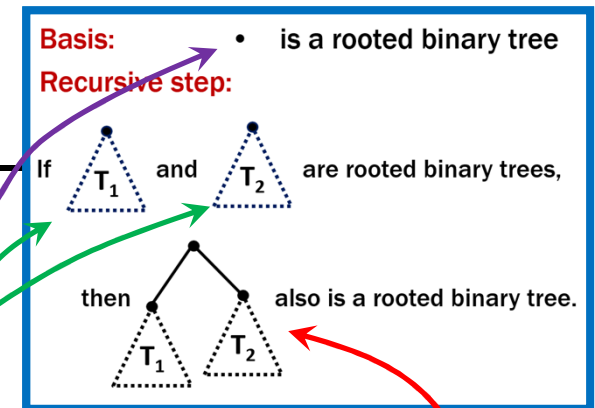 Basis: • is a rooted binary tree
Recursive step:
If T1 and T2 are rooted binary trees,
then T1 T2 also is a rooted binary tree.